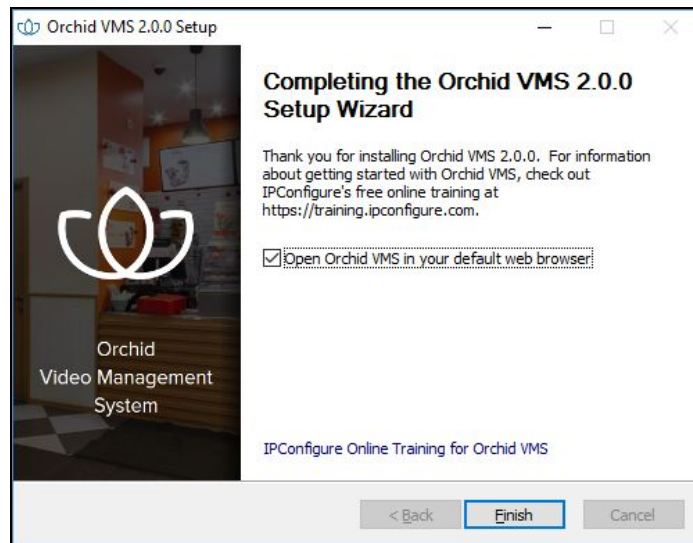 Orchid VMS 2.0.0 Setup
Completing the Orchid VMS 2.0.0
Setup Wizard
Thank you for installing Orchid VMS 2.0.0. For information
about getting started with Orchid VMS, check out
IPConfigure's free online training at
https://training.ipconfigure.com.
Open Orchid VMS in your default web browser
Orchid
Video Management
System
IPConfigure Online Training for Orchid VMS
< Back
Finish
Cancel